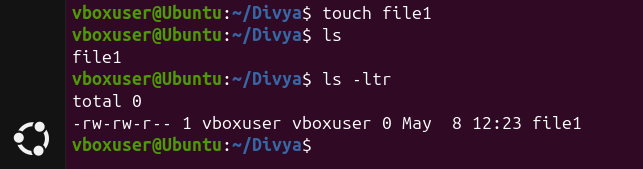 vboxuser@Ubuntu:~/Divya$ touch file1
vboxuser@Ubuntu:~/Divya$ ls
file1
vboxuser@Ubuntu:~/Divya$ ls -ltr
total 0
-rw-rw-r-- 1 vboxuser vboxuser 0 May  8 12:23 file1
vboxuser@Ubuntu:~/Divya$